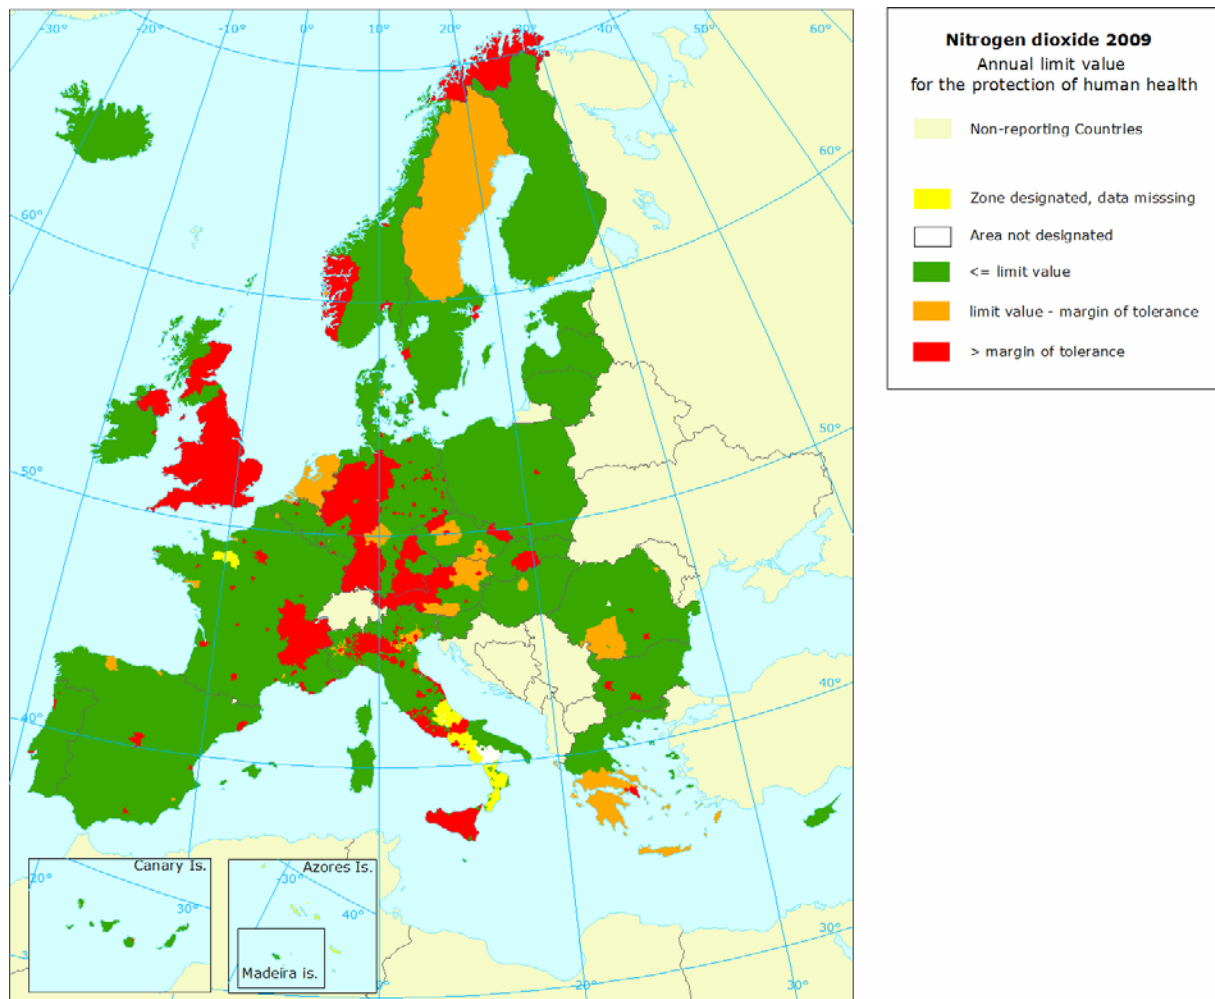 -30°
-20°
-10°
0°
10°
20°
30°
40°
50°
60°
60°
60°
50°
50°
40°
40°
30°
Canary Is.
-20°
30°
Azores Is.
-30°
40°
Madeira is.
0°
10°
20°
30°
Nitrogen dioxide 2009
Annual limit value
for the protection of human health
Non-reporting Countries
Zone designated, data misssing
Area not designated
<= limit value
limit value - margin of tolerance
> margin of tolerance